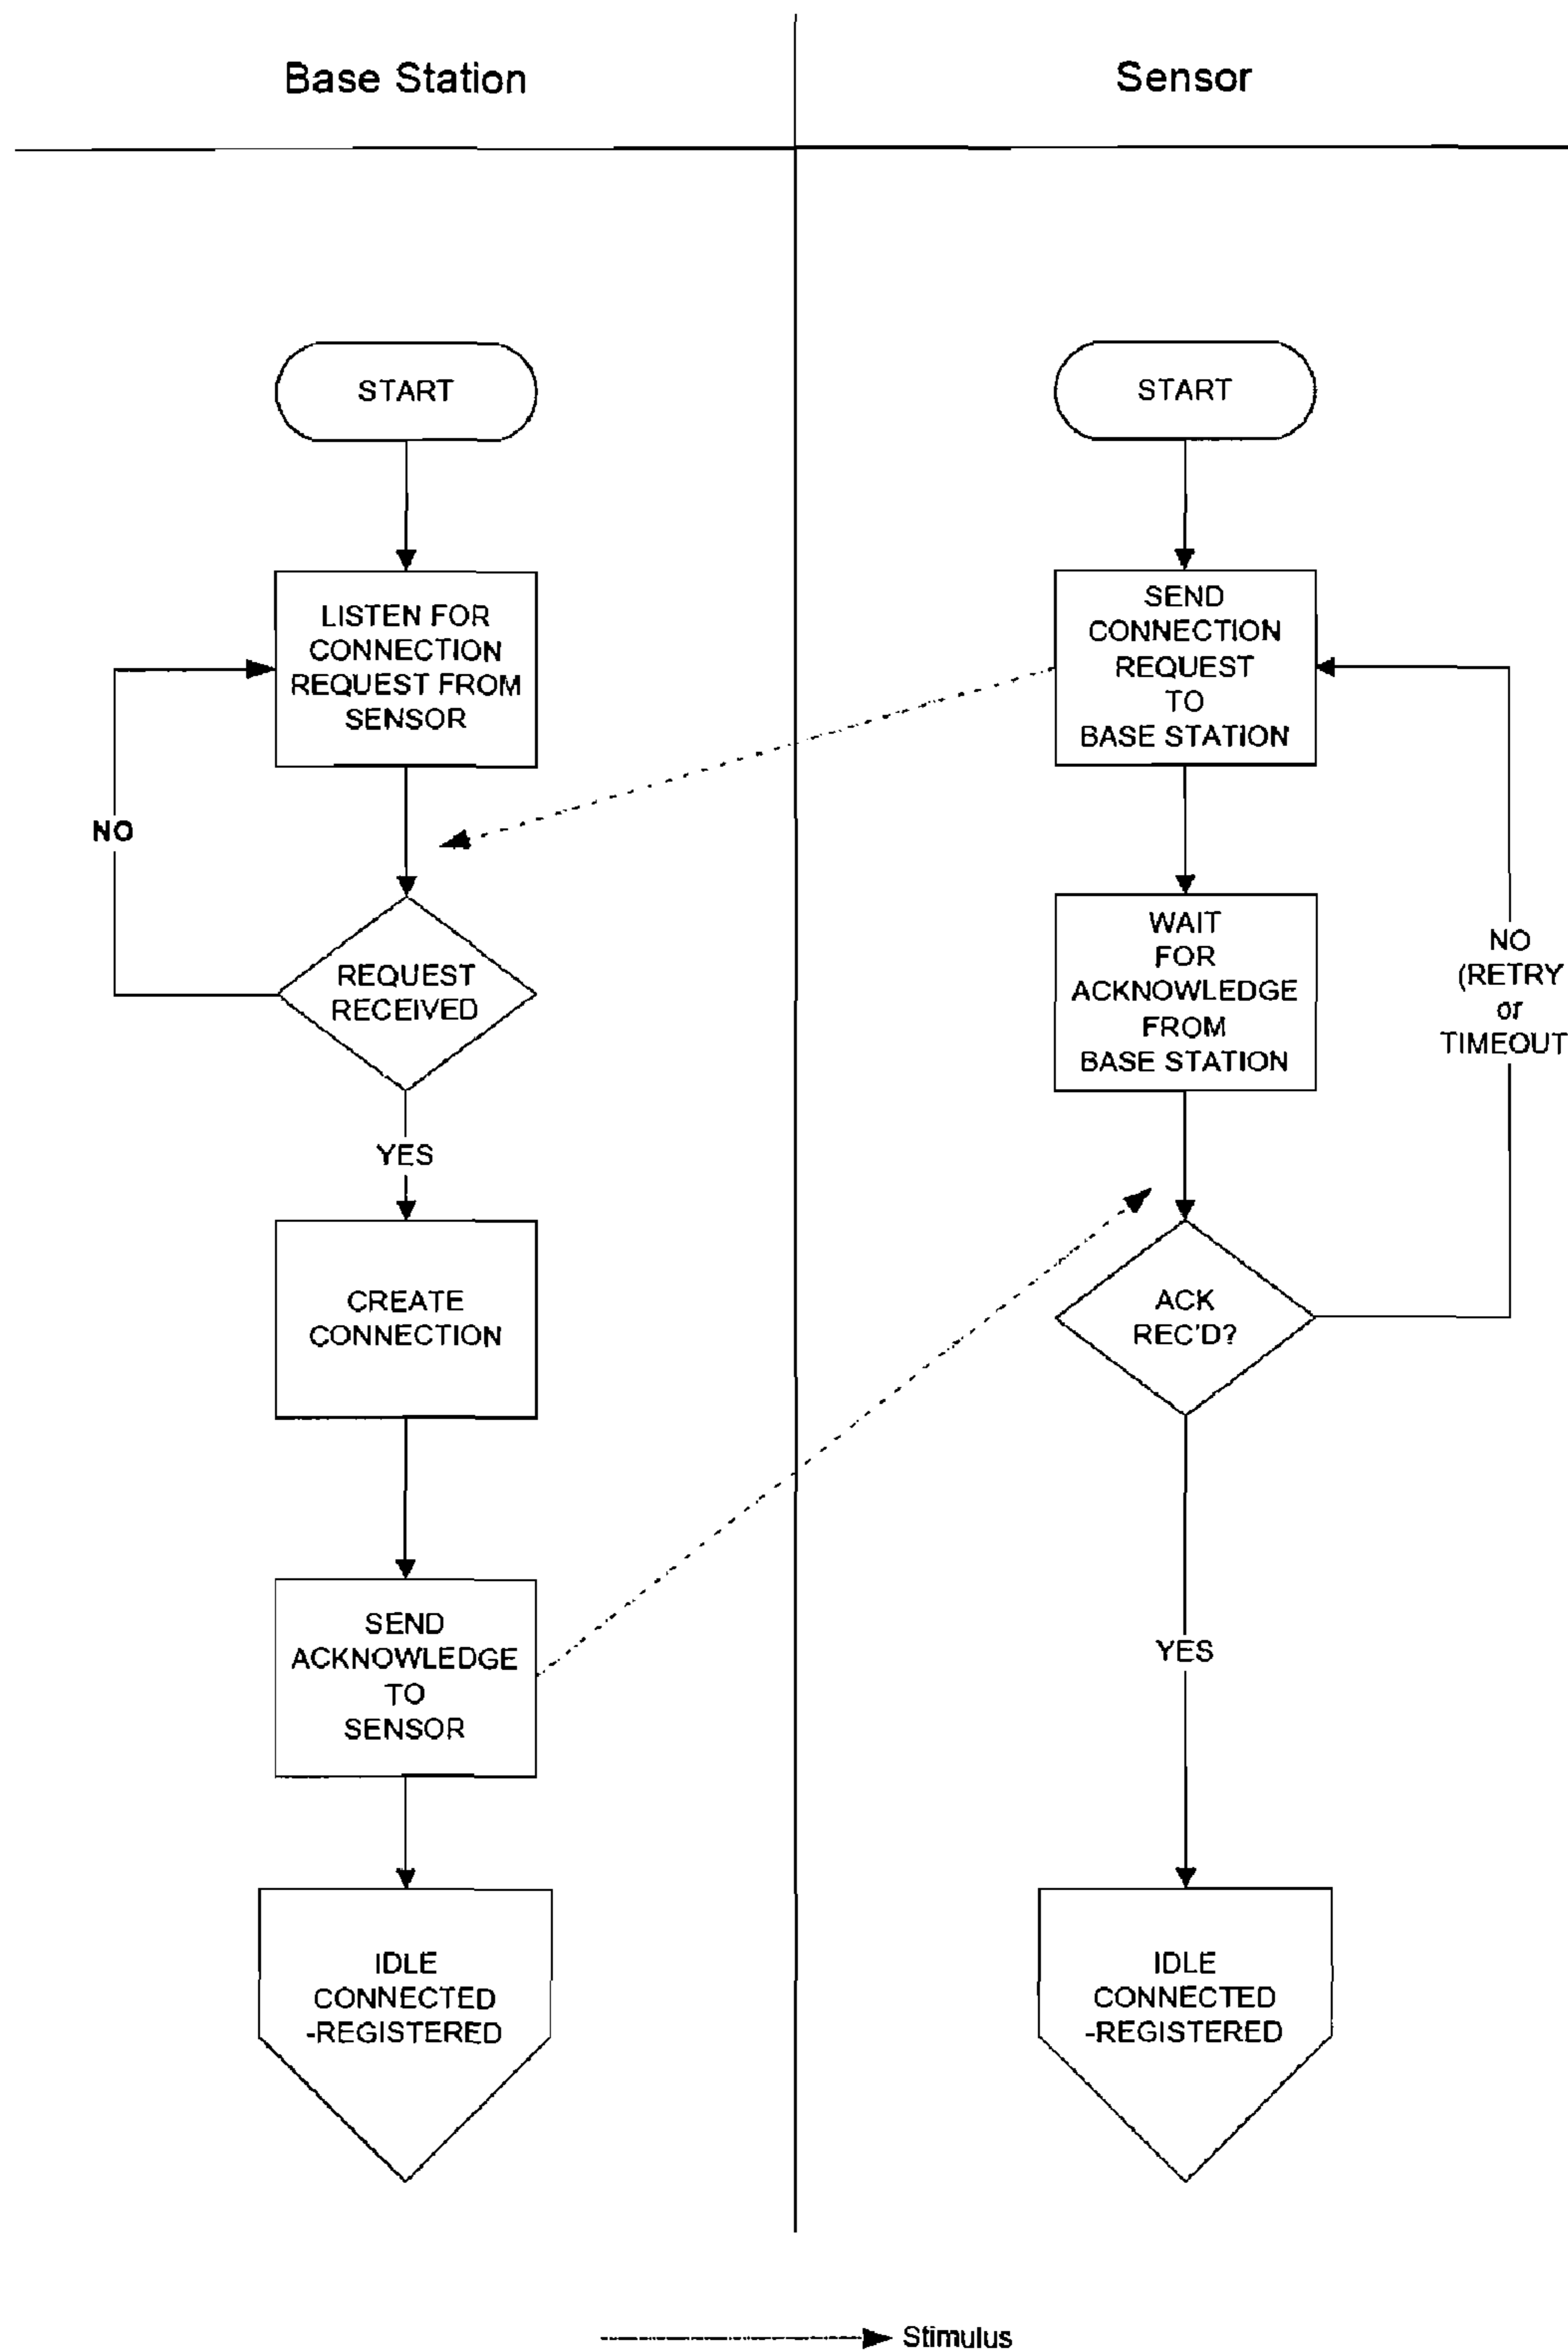 Base Station
Sensor
START
LISTEN FOR
CONNECTION
REQUEST FROM
SENSOR
NO
REQUEST
RECEIVED
YES
CREATE
CONNECTION
SEND
ACKNOWLEDGE
TO
SENSOR
IDLE
CONNECTED
-REGISTERED
START
SEND
CONNECTION
REQUEST
TO
BASE STATION
WAIT
FOR
ACKNOWLEDGE
FROM
BASE STATION
NO
(RETRY
or
TIMEOUT
ACK
REC'D?
YES
IDLE
CONNECTED
-REGISTERED
Stimulus